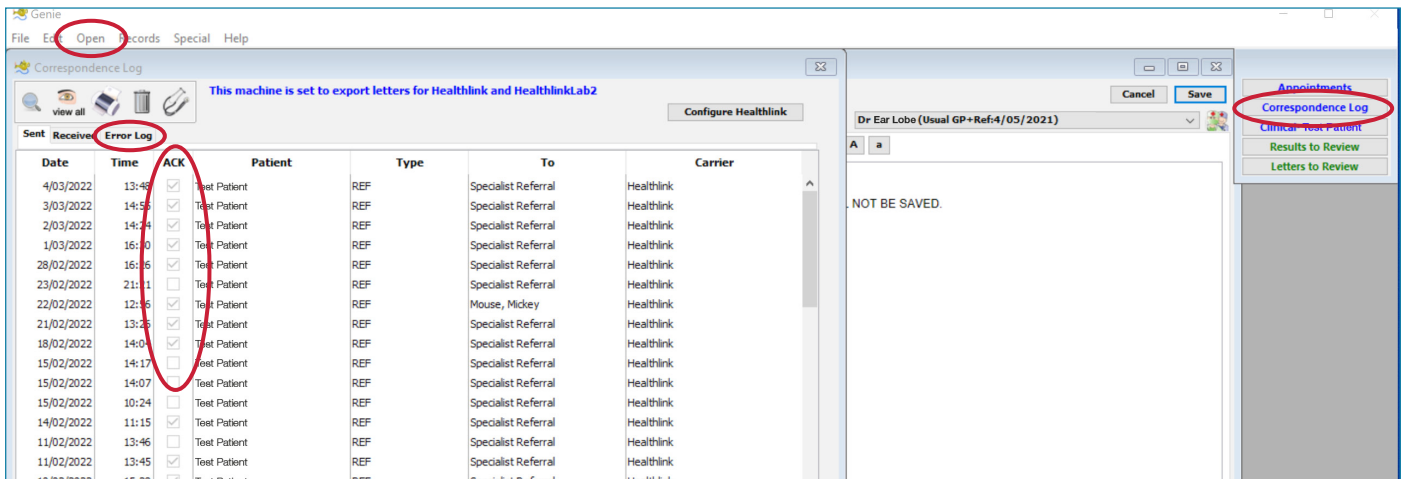 Genie
File Edit Open Records Special Help
Correspondence Log
view all
This machine is set to export letters for Healthlink and HealthlinkLab2
Configure Healthlink
Sent Received Error Log
Date Time ACK Patient Type To Carrier
4/03/2022 13:48 Test Patient REF Specialist Referral Healthlink
3/03/2022 Test Patient REF Specialist Referral Healthlink
2/03/2022 Test Patient REF Specialist Referral Healthlink
1/03/2022 Test Patient REF Specialist Referral Healthlink
28/02/2022 Test Patient REF Specialist Referral Healthlink
23/02/2022 Test Patient REF Specialist Referral Healthlink
22/02/2022 Test Patient REF Mouse, Mickey Healthlink
21/02/2022 Test Patient REF Specialist Referral Healthlink
18/02/2022 14:04 Test Patient REF Specialist Referral Healthlink
15/02/2022 14:17 Test Patient REF Specialist Referral Healthlink
15/02/2022 14:07 Test Patient REF Specialist Referral Healthlink
15/02/2022 10:24 Test Patient REF Specialist Referral Healthlink
14/02/2022 11:15 Test Patient REF Specialist Referral Healthlink
11/02/2022 13:46 Test Patient REF Specialist Referral Healthlink
11/02/2022 13:45 Test Patient REF Specialist Referral Healthlink
Cancel Save
Dr Ear Lobe (Usual GP+Ref:4/05/2021)
A a
NOT BE SAVED.
Appointments
Correspondence Log
Clinical-Test Patient
Results to Review
Letters to Review